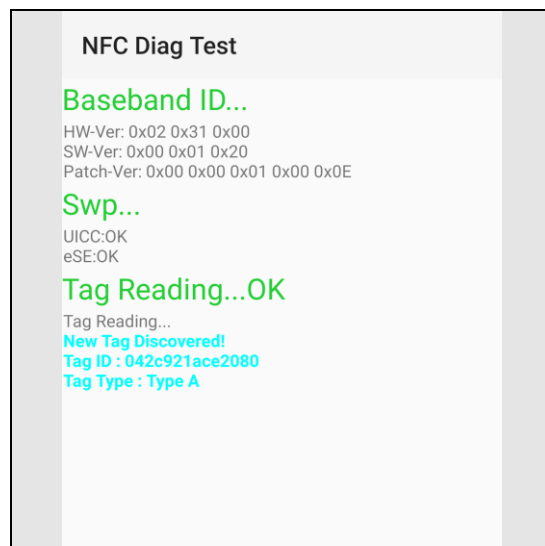 NFC Diag Test
Baseband ID...
HW-Ver: 0x02 0x31 0x00
SW-Ver: 0x00 0x01 0x20
Patch-Ver: 0x00 0x00 0x01 0x00 0x0E
Swp...
UICC:OK
eSE:OK
Tag Reading...OK
Tag Reading...
New Tag Discovered!
Tag ID : 042c921ace2080
Tag Type : Type A